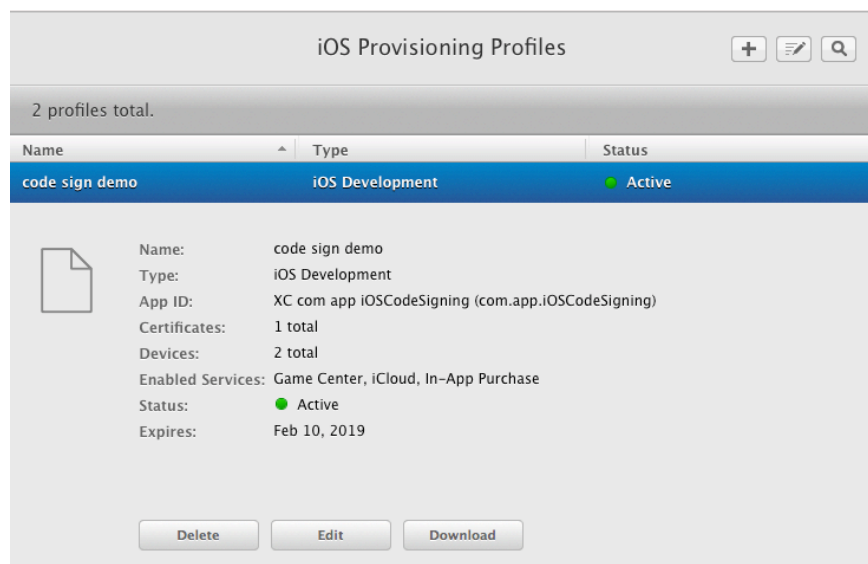 iOS Provisioning Profiles
2 profiles total.
Name Type Status
code sign demo iOS Development Active
Name: code sign demo
Type: iOS Development
App ID: XC com app iOSCodeSigning (com.app.iOSCodeSigning)
Certificates: 1 total
Devices: 2 total
Enabled Services: Game Center, iCloud, In-App Purchase
Status: Active
Expires: Feb 10, 2019
Delete Edit Download